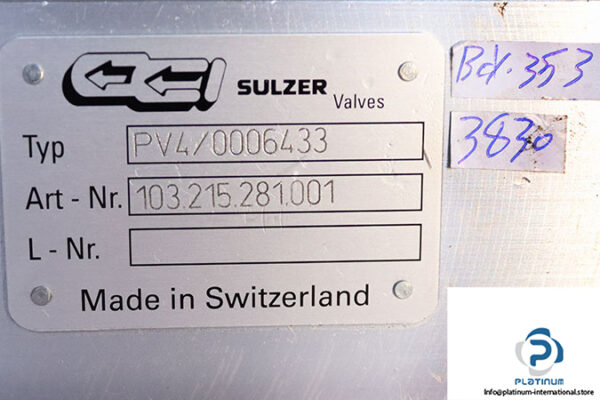 CCI SULZER Valves
Typ PV4/0006433
Art - Nr. 103.215.281.001
L - Nr.
Made in Switzerland
Bd. 353
3830
PLATINUM
info@platinum-international.store